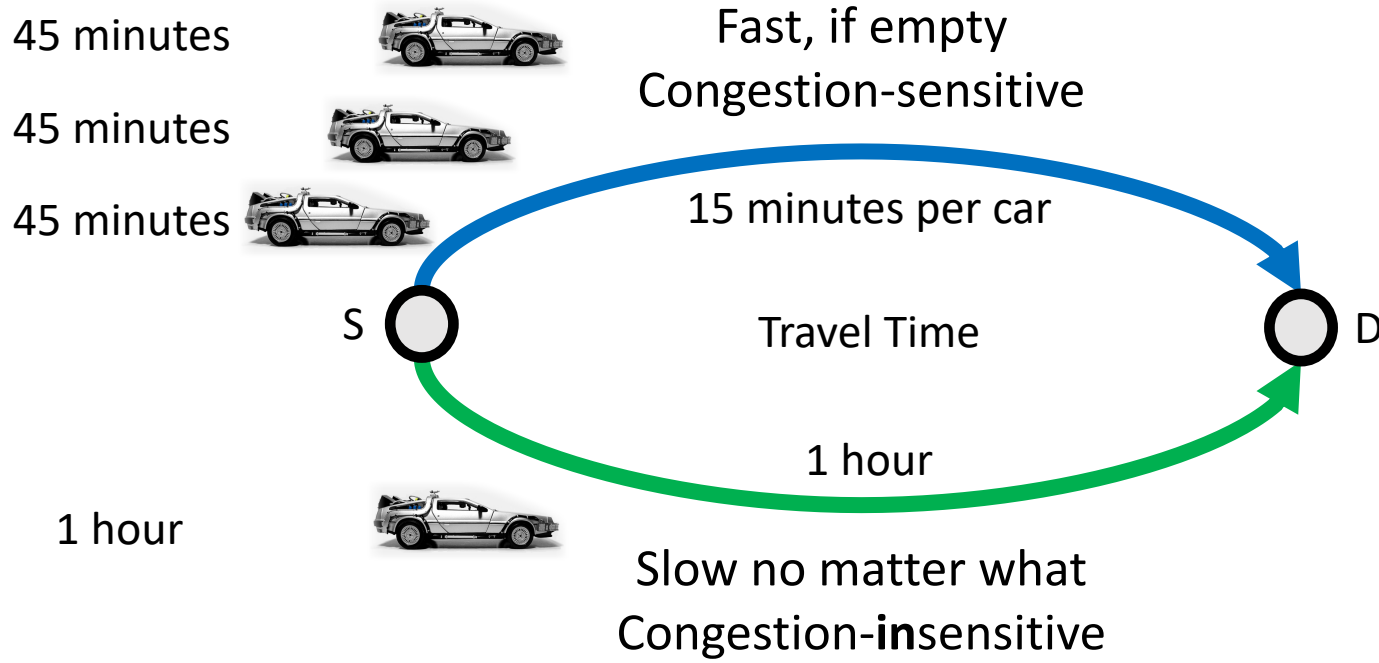 45 minutes
Fast, if empty
Congestion-sensitive
45 minutes
45 minutes
15 minutes per car
S
Travel Time
D
1 hour
1 hour
Slow no matter what
Congestion-insensitive